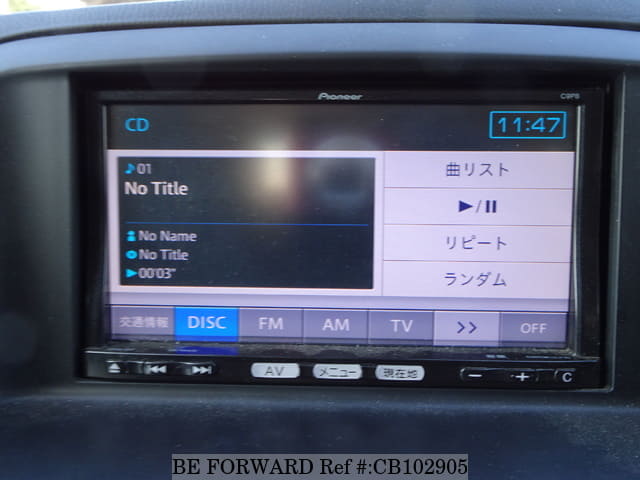 Pioneer
C9P6
CD
11:47
01
No Title
No Name
No Title
00'03"
曲リスト
▶/II
リピート
ランダム
交通情報 DISC FM AM TV >> OFF
AV メニュー 現在地 − + C
BE FORWARD Ref #:CB102905